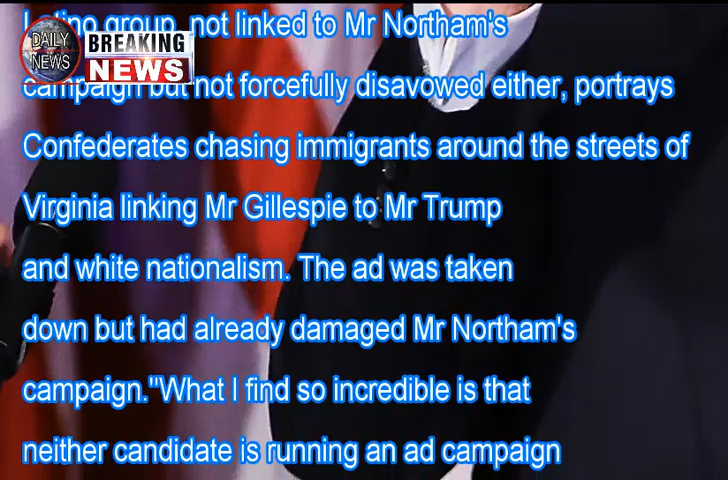 Latino group, not linked to Mr Northam's
DAILY
NEWS
BREAKING
NEWS
campaign but not forcefully disavowed either, portrays
Confederates chasing immigrants around the streets of
Virginia linking Mr Gillespie to Mr Trump
and white nationalism. The ad was taken
down but had already damaged Mr Northam's
campaign."What I find so incredible is that
neither candidate is running an ad campaign